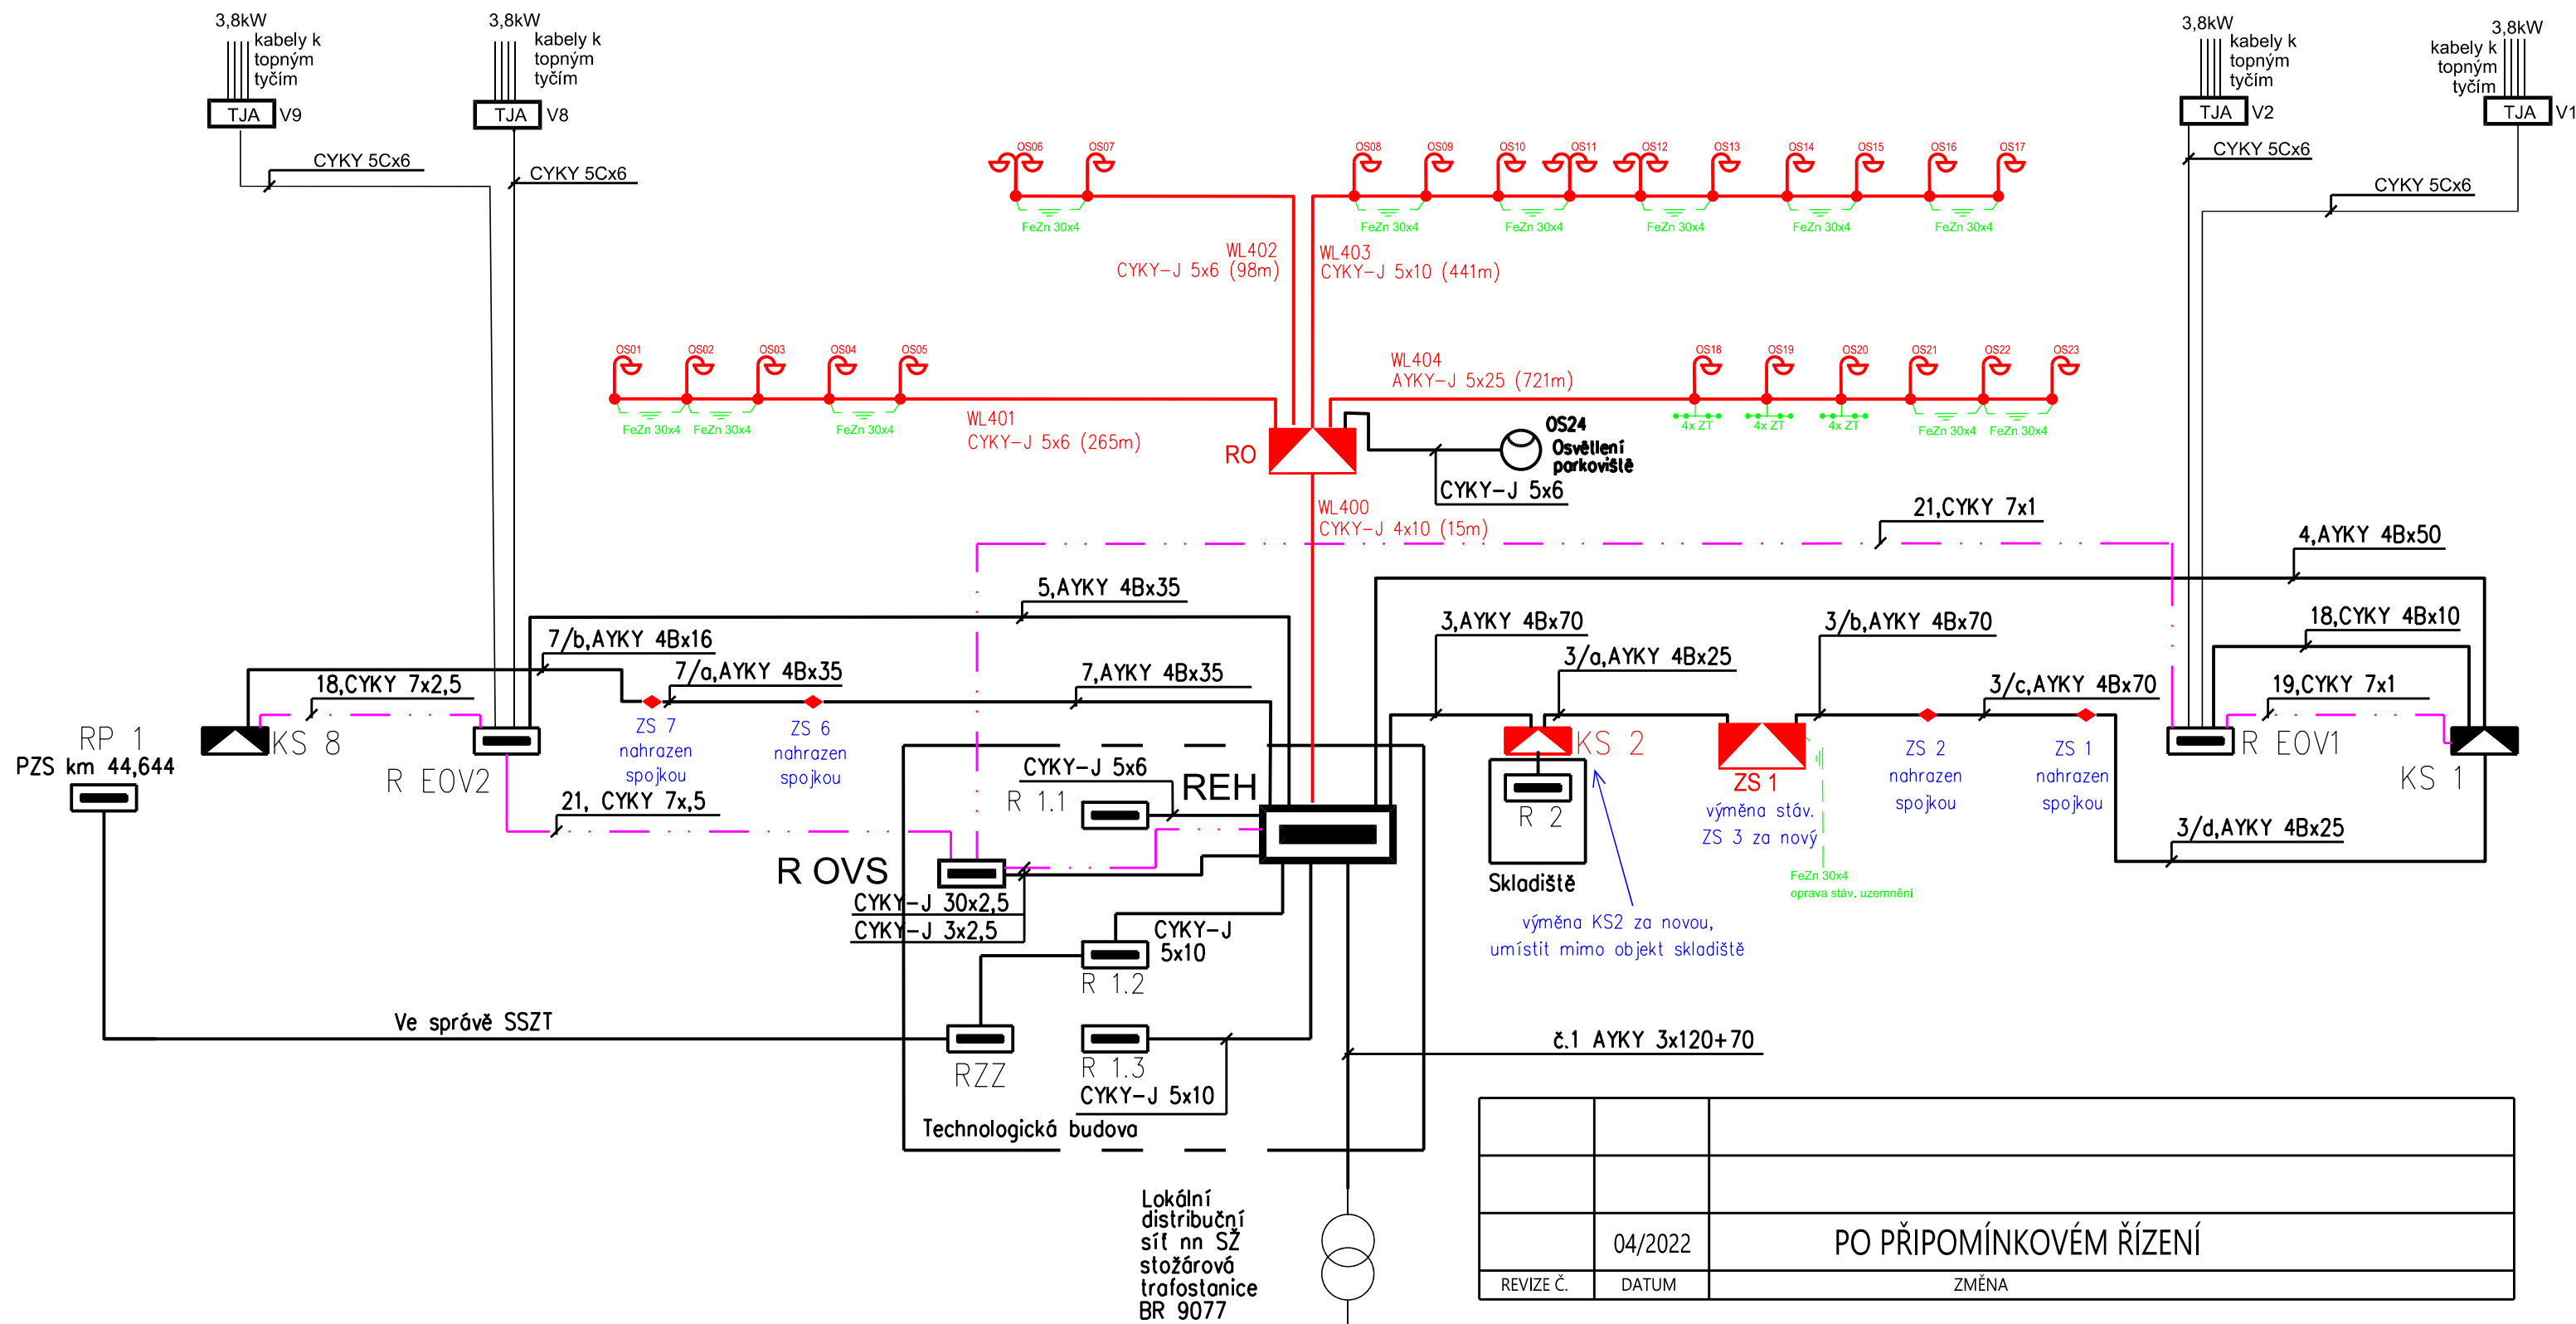 3,8kW
kabely k
topným
tyčím
TJA V9
3,8kW
kabely k
topným
tyčím
TJA V8
3,8kW
kabely k
topným
tyčím
TJA V2
3,8kW
kabely k
topným
tyčím
TJA V1
CYKY 5Cx6
CYKY 5Cx6
CYKY 5Cx6
CYKY 5Cx6
OS06 OS07
FeZn 30x4
OS08 OS09 OS10 OS11 OS12 OS13 OS14 OS15 OS16 OS17
FeZn 30x4 FeZn 30x4 FeZn 30x4 FeZn 30x4 FeZn 30x4
WL402
CYKY-J 5x6 (98m)
WL403
CYKY-J 5x10 (441m)
OS01 OS02 OS03 OS04 OS05
FeZn 30x4 FeZn 30x4 FeZn 30x4
WL401
CYKY-J 5x6 (265m)
WL404
AYKY-J 5x25 (721m)
OS18 OS19 OS20 OS21 OS22 OS23
4x ZT 4x ZT 4x ZT FeZn 30x4 FeZn 30x4
RO
OS24
Osvětlení
parkoviště
CYKY-J 5x6
WL400
CYKY-J 4x10 (15m)
21,CYKY 7x1
4,AYKY 4Bx50
5,AYKY 4Bx35
7/b,AYKY 4Bx16
7/a,AYKY 4Bx35
7,AYKY 4Bx35
3,AYKY 4Bx70
3/a,AYKY 4Bx25
3/b,AYKY 4Bx70
3/c,AYKY 4Bx70
18,CYKY 4Bx10
19,CYKY 7x1
18,CYKY 7x2,5
RP 1
PZS km 44,644
KS 8
R EOV2
ZS 7
nahrazen
spojkou
ZS 6
nahrazen
spojkou
21, CYKY 7x,5
CYKY-J 5x6
R 1.1
REH
KS 2
R 2
Skladiště
ZS 1
výměna stáv.
ZS 3 za nový
ZS 2
nahrazen
spojkou
ZS 1
nahrazen
spojkou
R EOV1
KS 1
3/d,AYKY 4Bx25
FeZn 30x4
oprava stáv. uzemnění
výměna KS2 za novou,
umístit mimo objekt skladiště
R OVS
CYKY-J 30x2,5
CYKY-J 3x2,5
CYKY-J
5x10
R 1.2
Ve správě SSZT
RZZ
R 1.3
CYKY-J 5x10
č.1 AYKY 3x120+70
Technologická budova
Lokální
distribuční
síť nn SŽ
stožárová
trafostanice
BR 9077
04/2022 PO PŘIPOMÍNKOVÉM ŘÍZENÍ
REVIZE Č. DATUM ZMĚNA